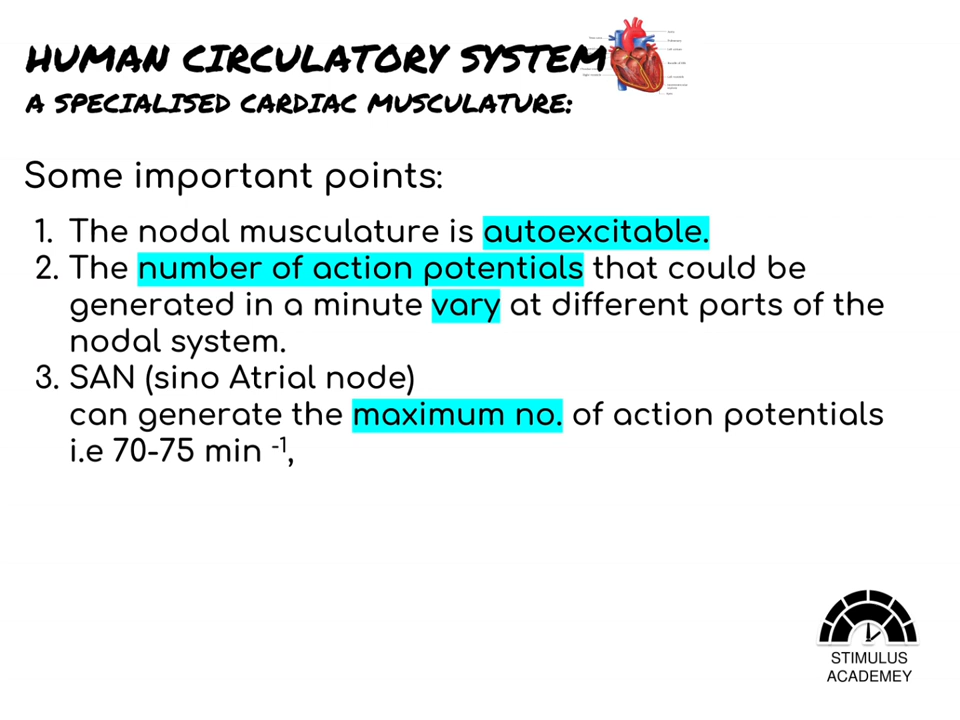 HUMAN CIRCULATORY SYSTEM
A SPECIALISED CARDIAC MUSCULATURE:
Some important points:
1. The nodal musculature is autoexcitable.
2. The number of action potentials that could be
generated in a minute vary at different parts of the
nodal system.
3. SAN (sino Atrial node)
can generate the maximum no. of action potentials
i.e 70-75 min ⁻¹,
STIMULUS
ACADEMEY